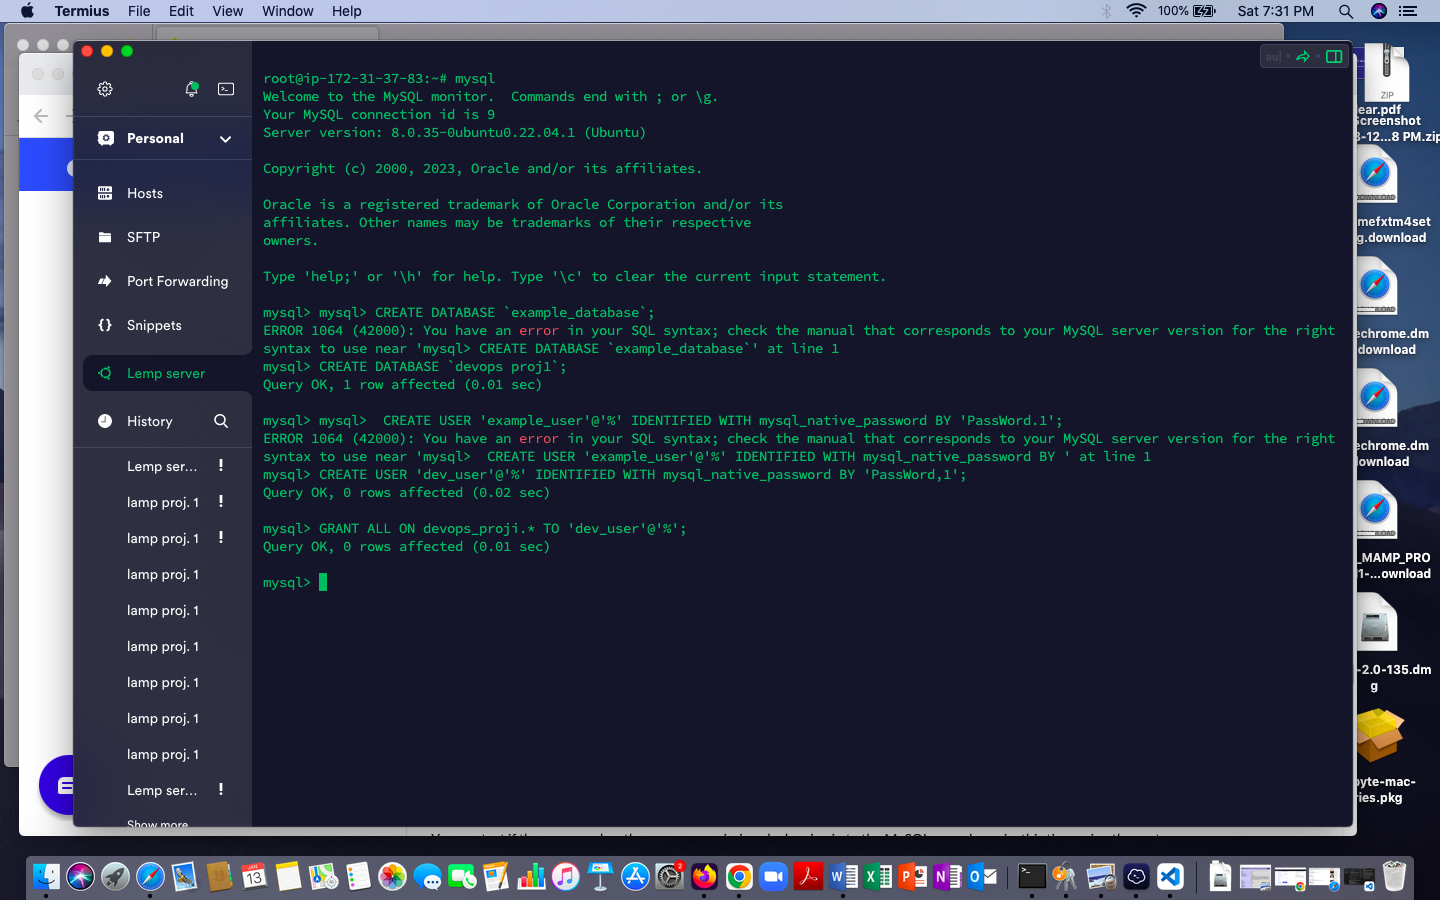 Termius File Edit View Window Help 100% Sat 7:31 PM
root@ip-172-31-37-83:~# mysql
Welcome to the MySQL monitor.  Commands end with ; or \g.
Your MySQL connection id is 9
Server version: 8.0.35-0ubuntu0.22.04.1 (Ubuntu)
Copyright (c) 2000, 2023, Oracle and/or its affiliates.
Oracle is a registered trademark of Oracle Corporation and/or its
affiliates. Other names may be trademarks of their respective
owners.
Type 'help;' or '\h' for help. Type '\c' to clear the current input statement.
mysql> mysql> CREATE DATABASE `example_database`;
ERROR 1064 (42000): You have an error in your SQL syntax; check the manual that corresponds to your MySQL server version for the right
syntax to use near 'mysql> CREATE DATABASE `example_database`' at line 1
mysql> CREATE DATABASE `devops proj1`;
Query OK, 1 row affected (0.01 sec)
mysql> mysql>  CREATE USER 'example_user'@'%' IDENTIFIED WITH mysql_native_password BY 'PassWord.1';
ERROR 1064 (42000): You have an error in your SQL syntax; check the manual that corresponds to your MySQL server version for the right
syntax to use near 'mysql>  CREATE USER 'example_user'@'%' IDENTIFIED WITH mysql_native_password BY ' at line 1
mysql> CREATE USER 'dev_user'@'%' IDENTIFIED WITH mysql_native_password BY 'PassWord,1';
Query OK, 0 rows affected (0.02 sec)
mysql> GRANT ALL ON devops_proji.* TO 'dev_user'@'%';
Query OK, 0 rows affected (0.01 sec)
mysql>
Personal
Hosts
SFTP
Port Forwarding
Snippets
Lemp server
History
Lemp ser... !
lamp proj. 1 !
lamp proj. 1 !
lamp proj. 1
lamp proj. 1
lamp proj. 1
lamp proj. 1
lamp proj. 1
lamp proj. 1
Lemp ser... !
Show more
au
ZIP
ear.pdf
Screenshot
3-12...8 PM.zip
mefxtm4set
g.download
echrome.dm
download
echrome.dm
download
_MAMP_PRO
1-...ownload
-2.0-135.dm
g
byte-mac-
ries.pkg
JAN
13
2